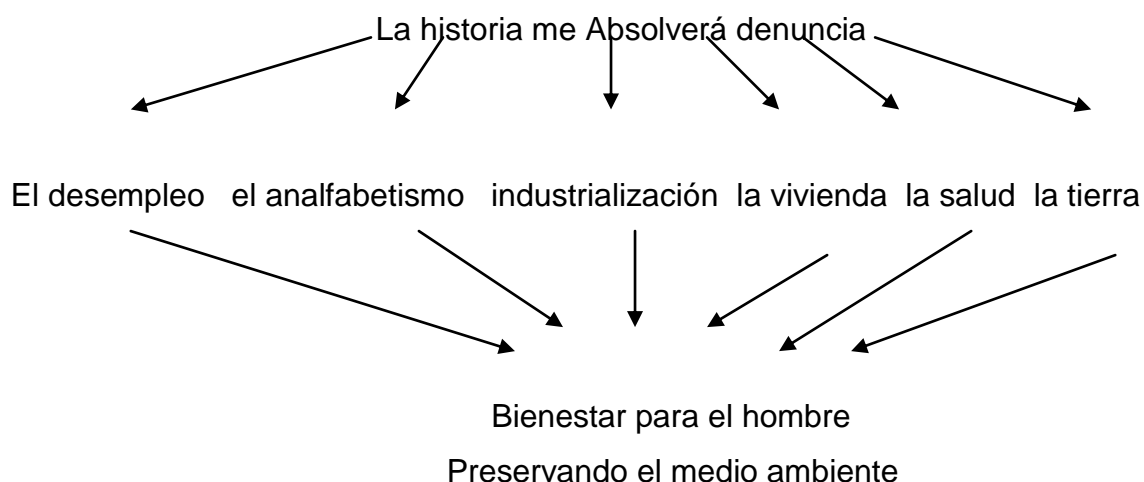 La historia me Absolverá denuncia
El desempleo el analfabetismo industrialización la vivienda la salud la tierra
Bienestar para el hombre
Preservando el medio ambiente